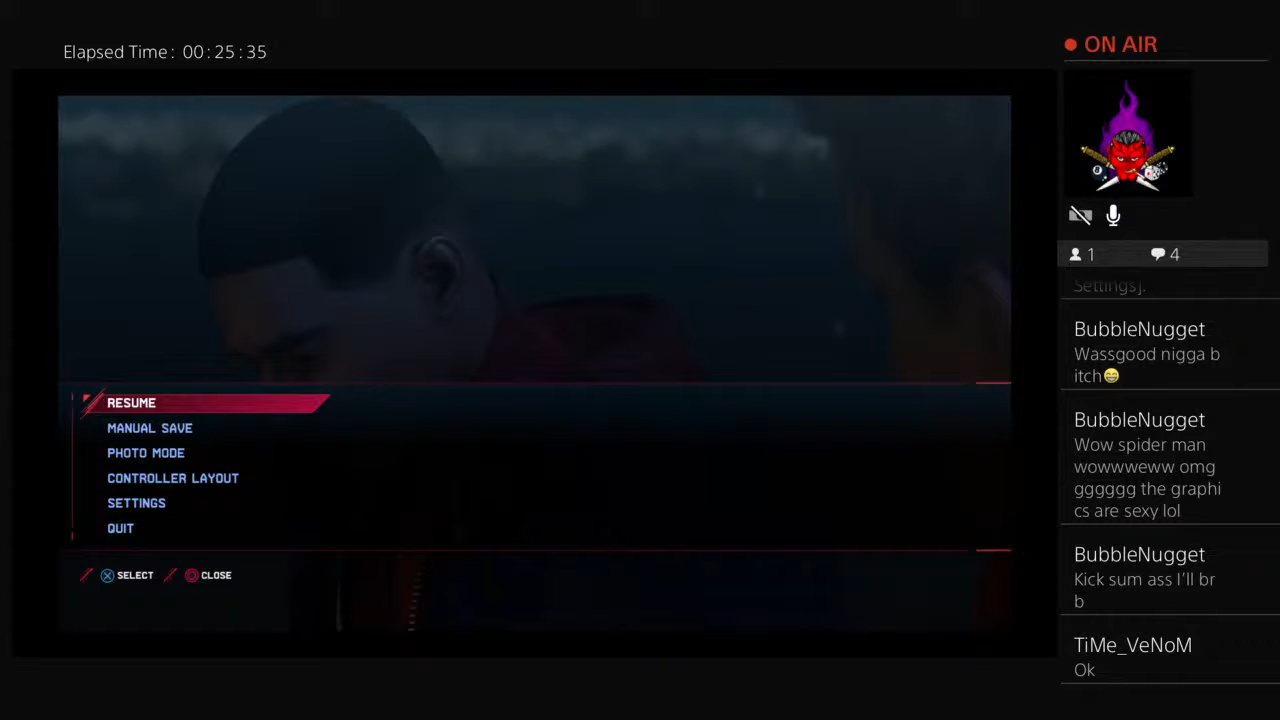 Elapsed Time: 00:25:35
ON AIR
1
4
Settings].
BubbleNugget
Wassgood nigga b
itch😁
BubbleNugget
Wow spider man
wowwweww omg
gggggg the graphi
cs are sexy lol
BubbleNugget
Kick sum ass I'll br
b
TiMe_VeNoM
Ok
RESUME
MANUAL SAVE
PHOTO MODE
CONTROLLER LAYOUT
SETTINGS
QUIT
SELECT
CLOSE